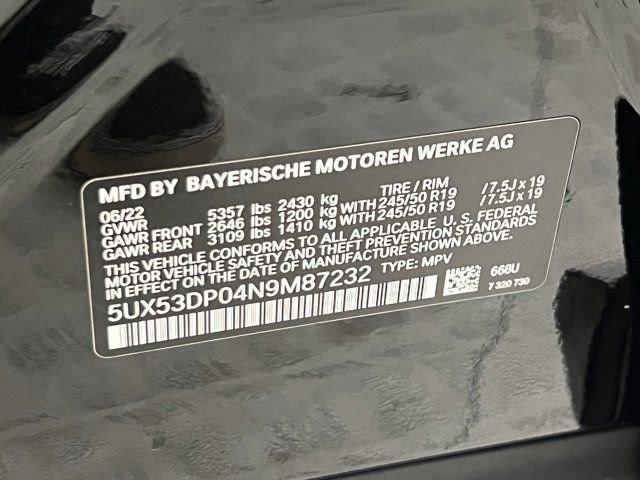 MFD BY BAYERISCHE MOTOREN WERKE AG
06/22 TIRE / RIM
GVWR 5357 lbs 2430 kg
GAWR FRONT 2646 lbs 1200 kg WITH 245/50 R19 / 7.5J x 19
GAWR REAR 3109 lbs 1410 kg WITH 245/50 R19 / 7.5J x 19
THIS VEHICLE CONFORMS TO ALL APPLICABLE U. S. FEDERAL
MOTOR VEHICLE SAFETY, BUMPER, AND THEFT PREVENTION
STANDARDS IN EFFECT ON THE DATE OF MANUFACTURE SHOWN ABOVE.
5UX53DP04N9M87232 TYPE: MPV 668U
7 320 730